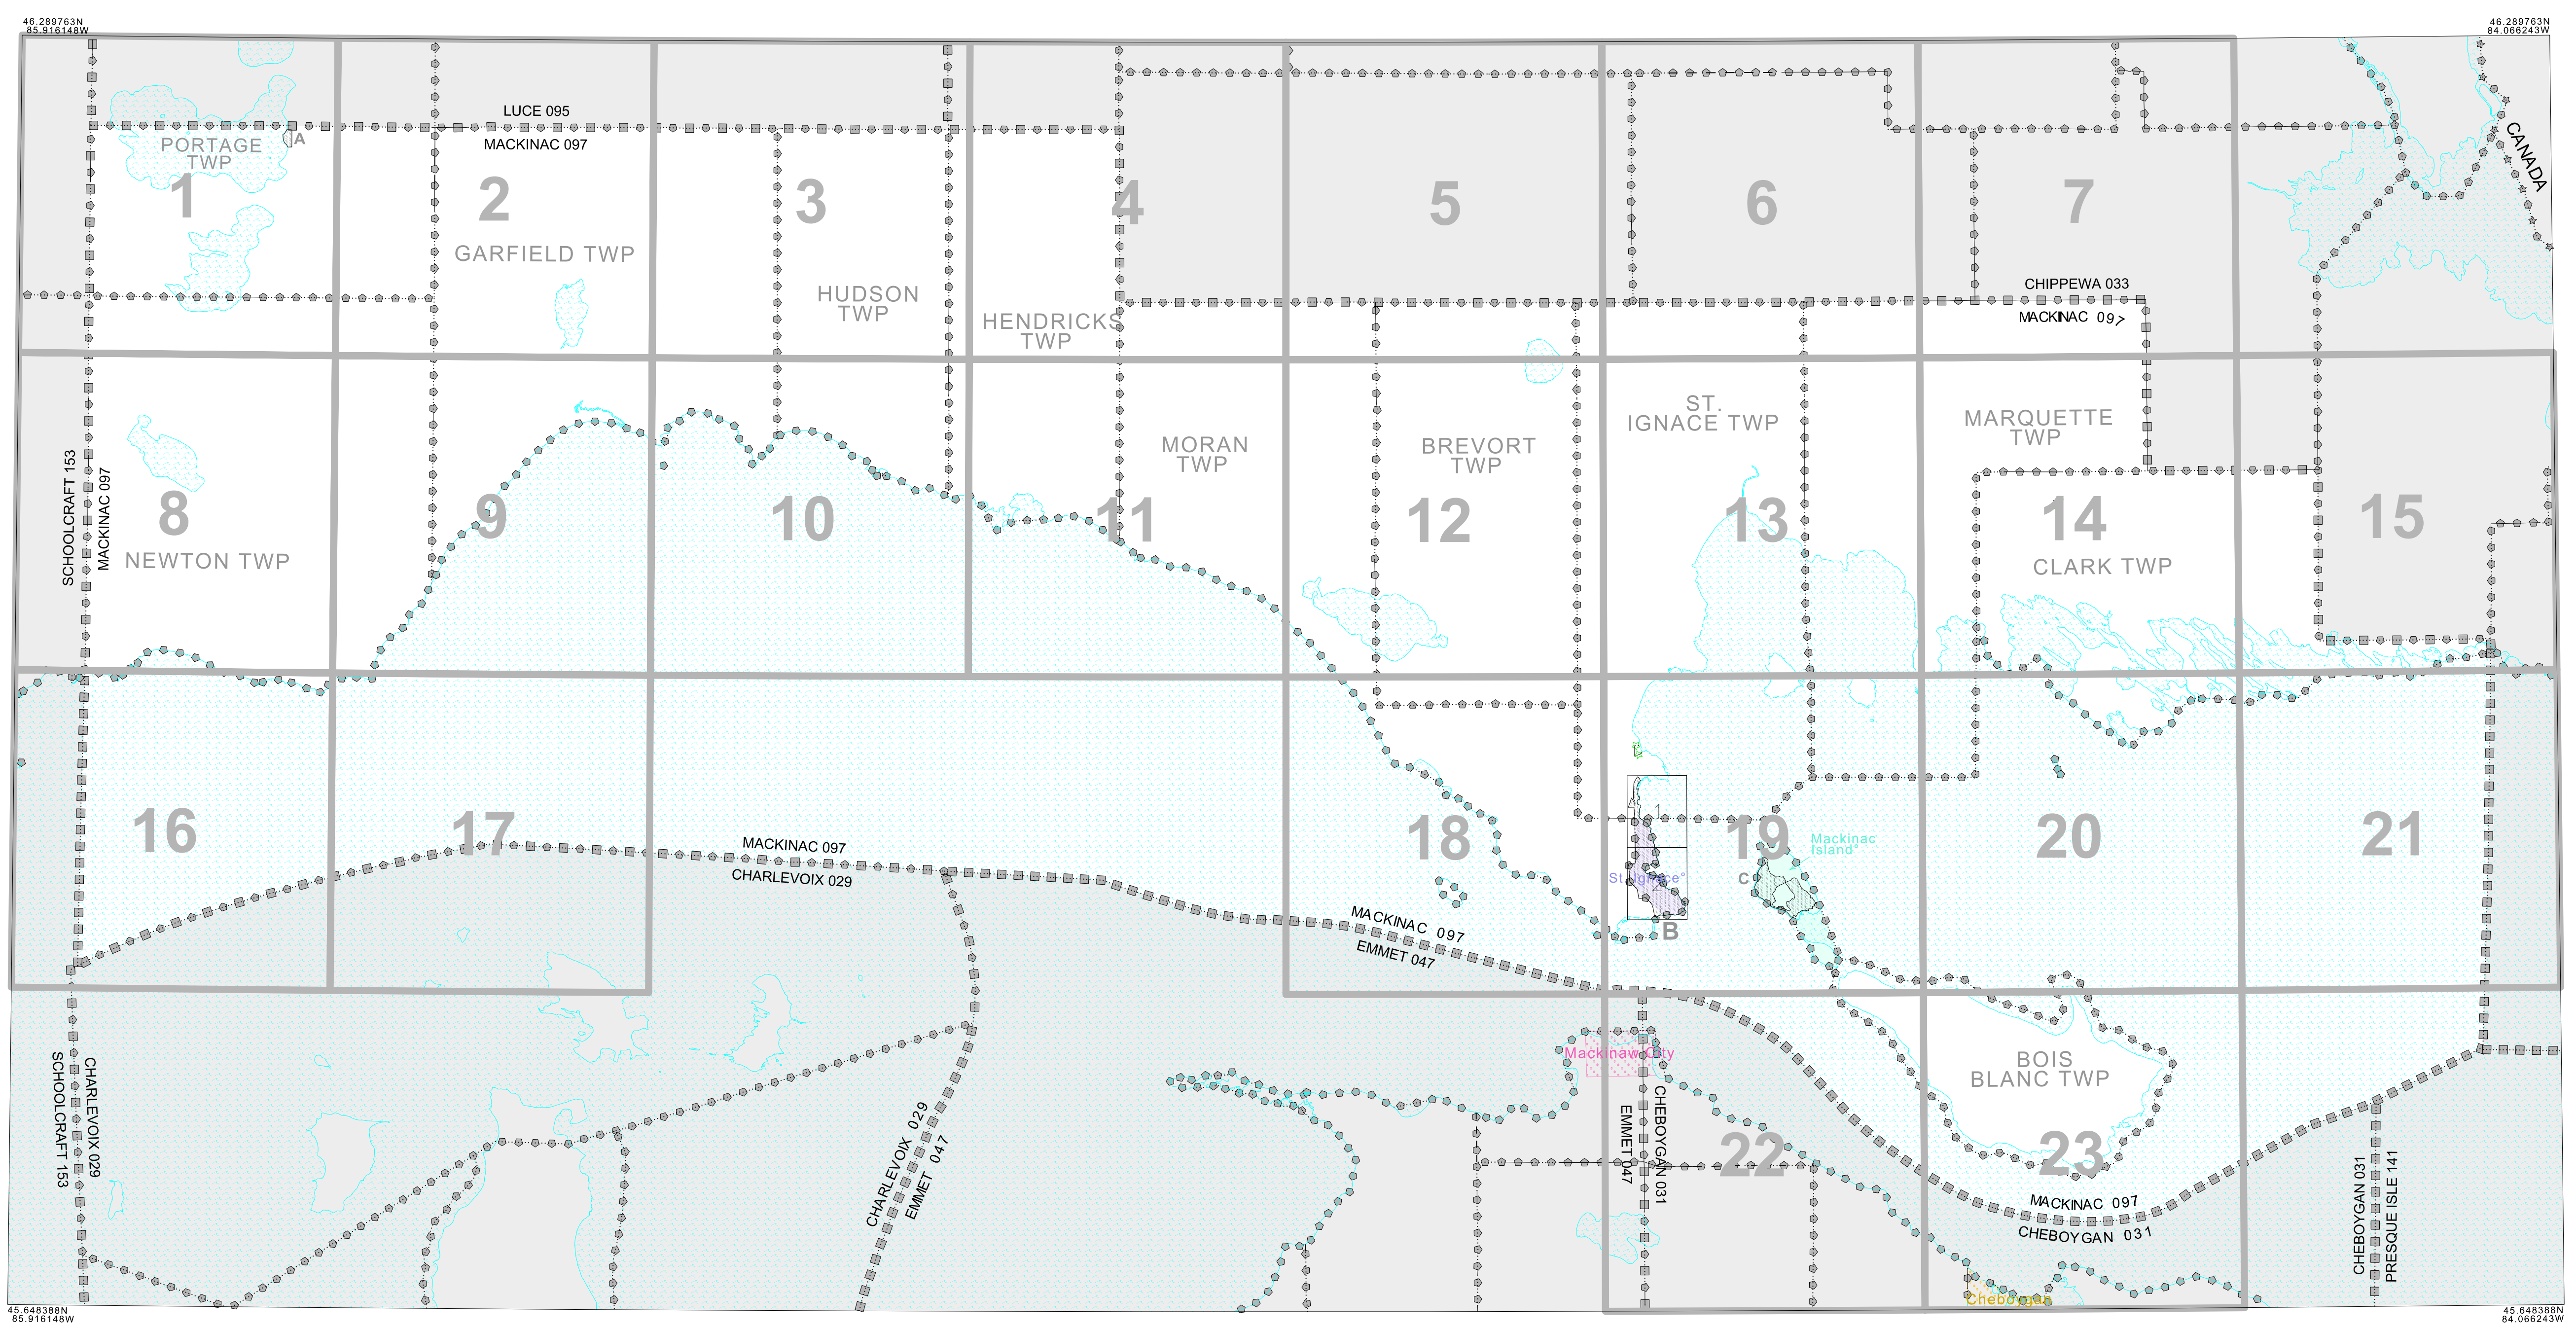 46.289763N
85.916148W
46.289763N
84.066243W
CANADA
LUCE 095
MACKINAC 097
PORTAGE
TWP
A
1
2
3
4
5
6
7
GARFIELD TWP
HUDSON
TWP
HENDRICKS
TWP
CHIPPEWA 033
MACKINAC 097
SCHOOLCRAFT 153
MACKINAC 097
MORAN
TWP
BREVORT
TWP
ST.
IGNACE TWP
MARQUETTE
TWP
8
9
10
11
12
13
14
15
NEWTON TWP
CLARK TWP
16
17
18
19
20
21
1
2
Mackinac
Island°
St. Ignace°
C
B
MACKINAC 097
CHARLEVOIX 029
MACKINAC 097
EMMET 047
Mackinaw City
BOIS
BLANC TWP
CHARLEVOIX 029
SCHOOLCRAFT 153
CHARLEVOIX 029
EMMET 047
CHEBOYGAN 031
EMMET 047
22
23
MACKINAC 097
CHEBOYGAN 031
CHEBOYGAN 031
PRESQUE ISLE 141
Cheboygan
45.648388N
85.916148W
45.648388N
84.066243W